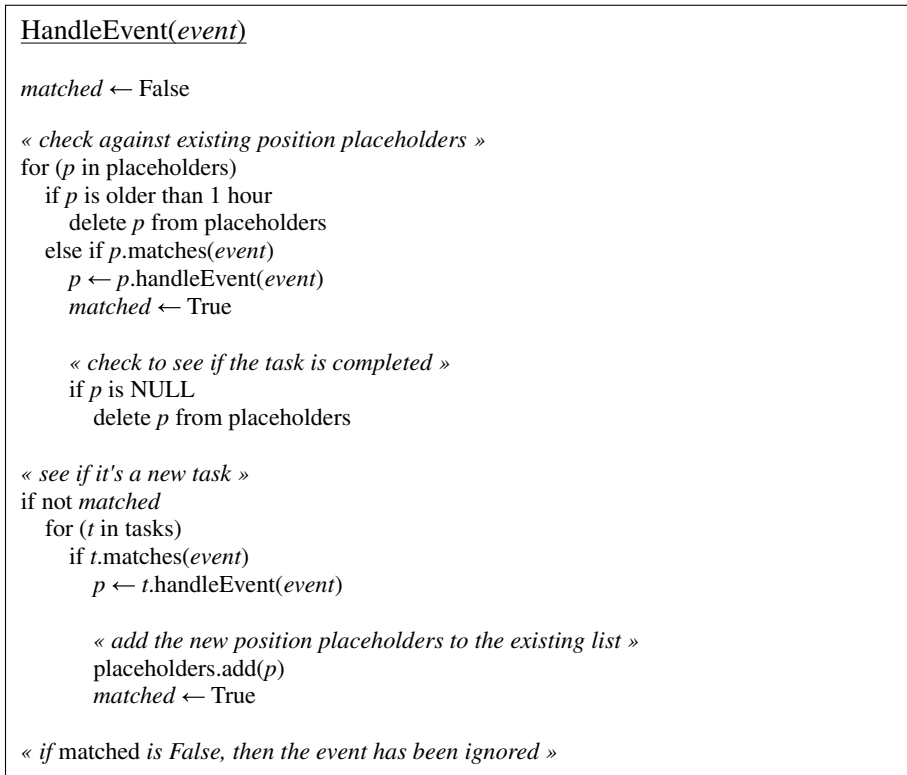 HandleEvent(event)
matched ← False
« check against existing position placeholders »
for (p in placeholders)
if p is older than 1 hour
delete p from placeholders
else if p.matches(event)
p ← p.handleEvent(event)
matched ← True
« check to see if the task is completed »
if p is NULL
delete p from placeholders
« see if it's a new task »
if not matched
for (t in tasks)
if t.matches(event)
p ← t.handleEvent(event)
« add the new position placeholders to the existing list »
placeholders.add(p)
matched ← True
« if matched is False, then the event has been ignored »